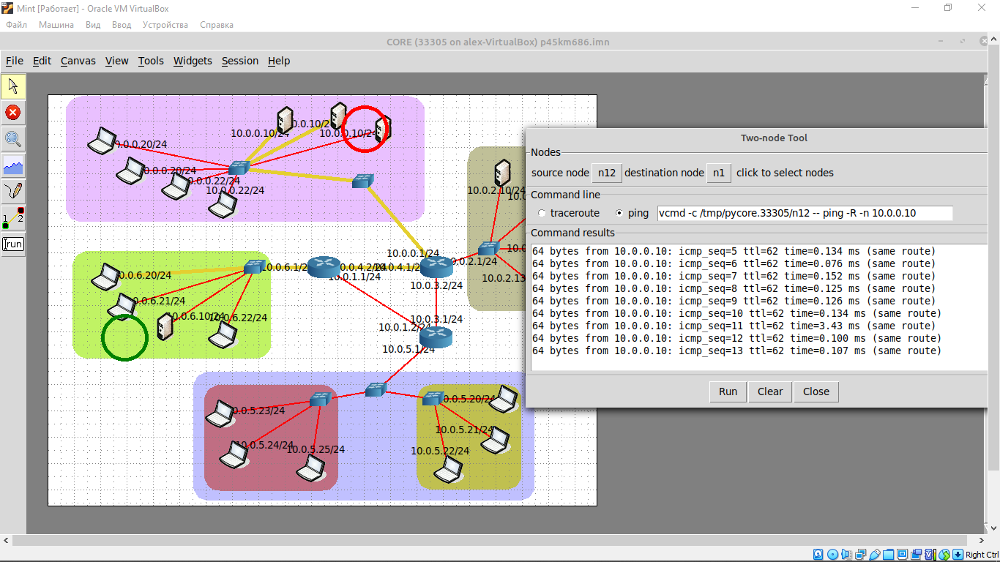 Mint [Работает] - Oracle VM VirtualBox
Файл Машина Вид Ввод Устройства Справка
CORE (33305 on alex-VirtualBox) p45km686.imn
File Edit Canvas View Tools Widgets Session Help
10.0.0.10/24
0.0.10/2
10.0.0.10/2
0.0.0.20/24
0.0.20/24
0.0.22/24
10.0.0.22/24
10.0.2.10/24
10.0
10.0.0.1/24
0.0.2.1/24
10.0.
10.0.2.13
10.0.3.2/24
0.0.6.1/2
0.0.4.2/
10.0.1.1/24
0.0.6.20/24
0.0.6.21/24
0.0.6.10/24
0.0.6.22/24
10.0.3.1/24
10.0.1.2/
10.0.5.1/24
0.0.5.23/24
0.0.5.24/24
10.0.5.25/24
0.0.5.20/24
10.0.5.21/24
10.0.5.22/24
1 2
run
Two-node Tool
Nodes
source node n12 destination node n1 click to select nodes
Command line
traceroute ping vcmd -c /tmp/pycore.33305/n12 -- ping -R -n 10.0.0.10
Command results
64 bytes from 10.0.0.10: icmp_seq=5 ttl=62 time=0.134 ms (same route)
64 bytes from 10.0.0.10: icmp_seq=6 ttl=62 time=0.076 ms (same route)
64 bytes from 10.0.0.10: icmp_seq=7 ttl=62 time=0.152 ms (same route)
64 bytes from 10.0.0.10: icmp_seq=8 ttl=62 time=0.125 ms (same route)
64 bytes from 10.0.0.10: icmp_seq=9 ttl=62 time=0.126 ms (same route)
64 bytes from 10.0.0.10: icmp_seq=10 ttl=62 time=0.134 ms (same route)
64 bytes from 10.0.0.10: icmp_seq=11 ttl=62 time=3.43 ms (same route)
64 bytes from 10.0.0.10: icmp_seq=12 ttl=62 time=0.100 ms (same route)
64 bytes from 10.0.0.10: icmp_seq=13 ttl=62 time=0.107 ms (same route)
Run Clear Close
Right Ctrl